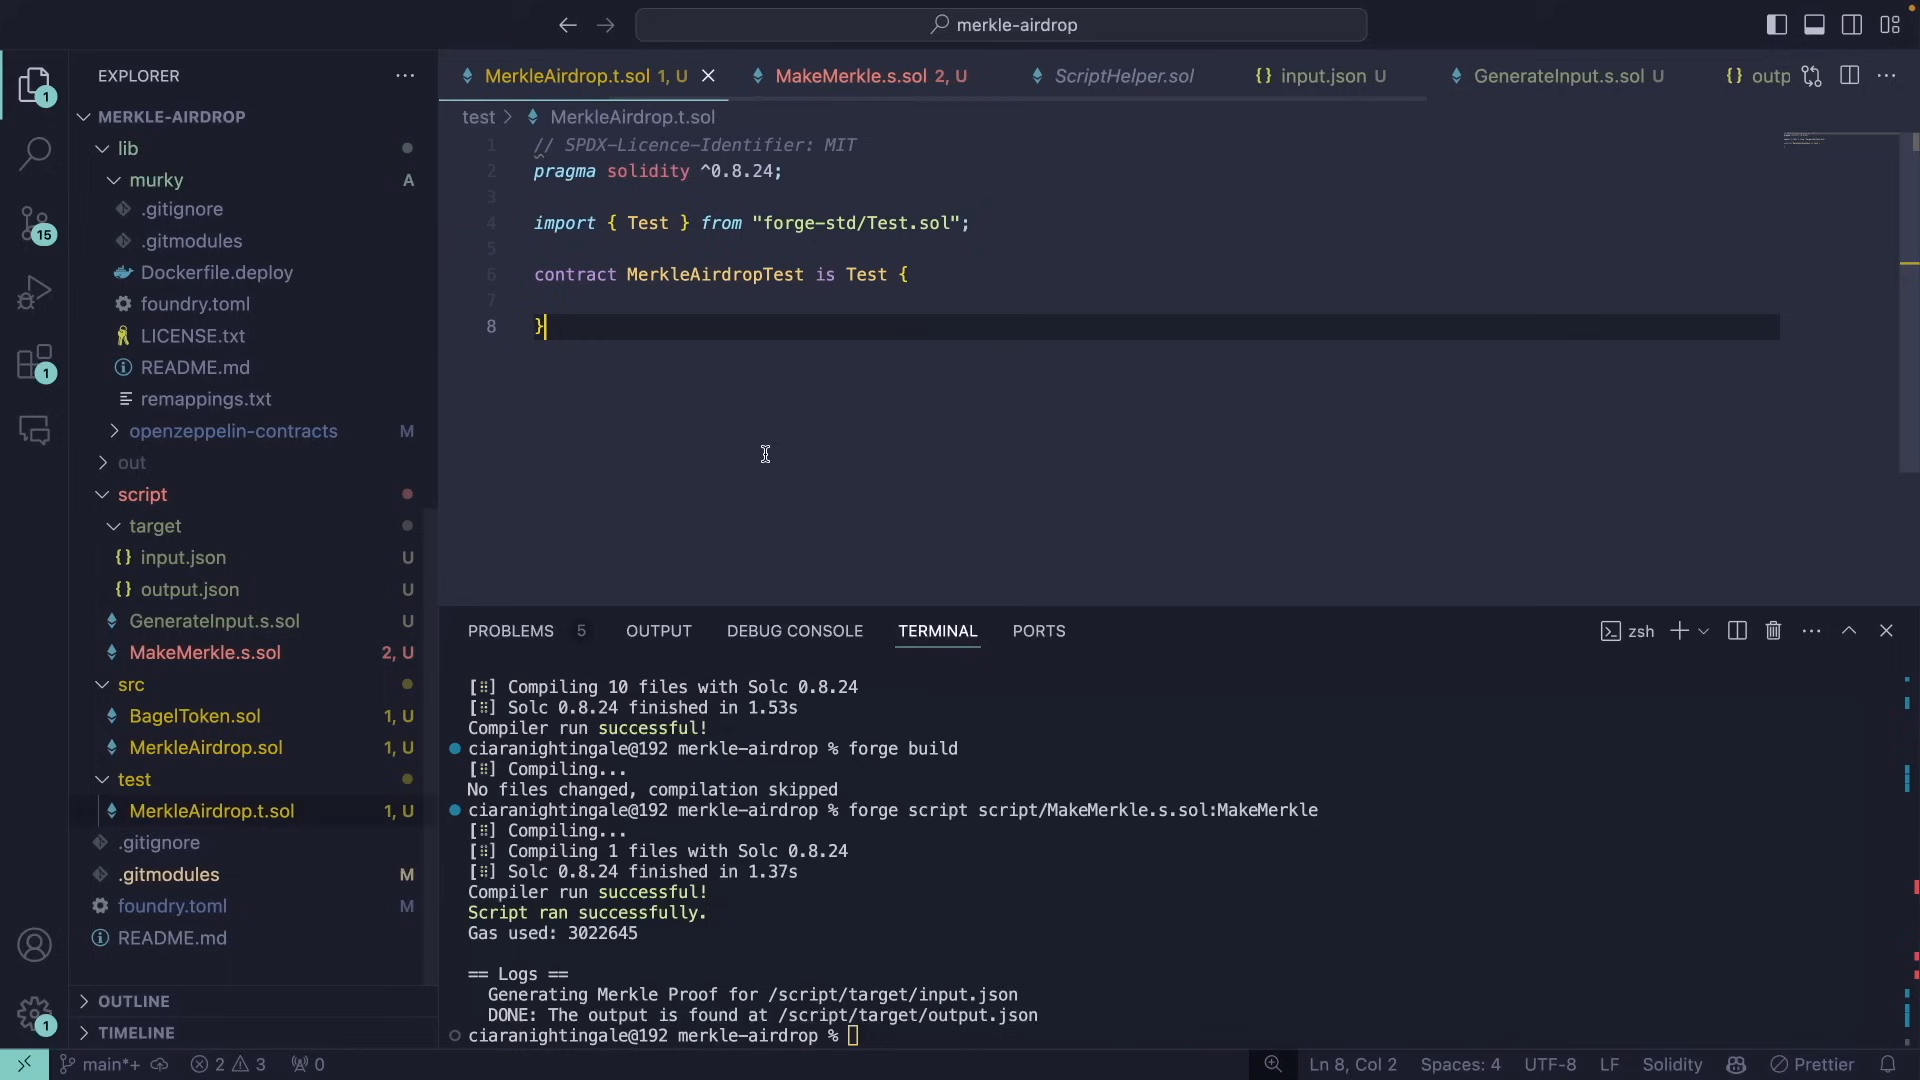 merkle-airdrop
EXPLORER
MERKLE-AIRDROP
lib
murky A
.gitignore
.gitmodules
Dockerfile.deploy
foundry.toml
LICENSE.txt
README.md
remappings.txt
openzeppelin-contracts M
out
script
target
input.json U
output.json U
GenerateInput.s.sol U
MakeMerkle.s.sol 2, U
src
BagelToken.sol 1, U
MerkleAirdrop.sol 1, U
test
MerkleAirdrop.t.sol 1, U
.gitignore
.gitmodules M
foundry.toml M
README.md
OUTLINE
TIMELINE
1
15
1
1
MerkleAirdrop.t.sol 1, U MakeMerkle.s.sol 2, U ScriptHelper.sol input.json U GenerateInput.s.sol U outp
test > MerkleAirdrop.t.sol
1 // SPDX-Licence-Identifier: MIT
2 pragma solidity ^0.8.24;
3
4 import { Test } from "forge-std/Test.sol";
5
6 contract MerkleAirdropTest is Test {
7
8 }
PROBLEMS 5 OUTPUT DEBUG CONSOLE TERMINAL PORTS zsh
[⠿] Compiling 10 files with Solc 0.8.24
[⠿] Solc 0.8.24 finished in 1.53s
Compiler run successful!
ciaranightingale@192 merkle-airdrop % forge build
[⠿] Compiling...
No files changed, compilation skipped
ciaranightingale@192 merkle-airdrop % forge script script/MakeMerkle.s.sol:MakeMerkle
[⠿] Compiling...
[⠿] Compiling 1 files with Solc 0.8.24
[⠿] Solc 0.8.24 finished in 1.37s
Compiler run successful!
Script ran successfully.
Gas used: 3022645
== Logs ==
Generating Merkle Proof for /script/target/input.json
DONE: The output is found at /script/target/output.json
ciaranightingale@192 merkle-airdrop %
main*+ 2 3 0 Ln 8, Col 2 Spaces: 4 UTF-8 LF Solidity Prettier